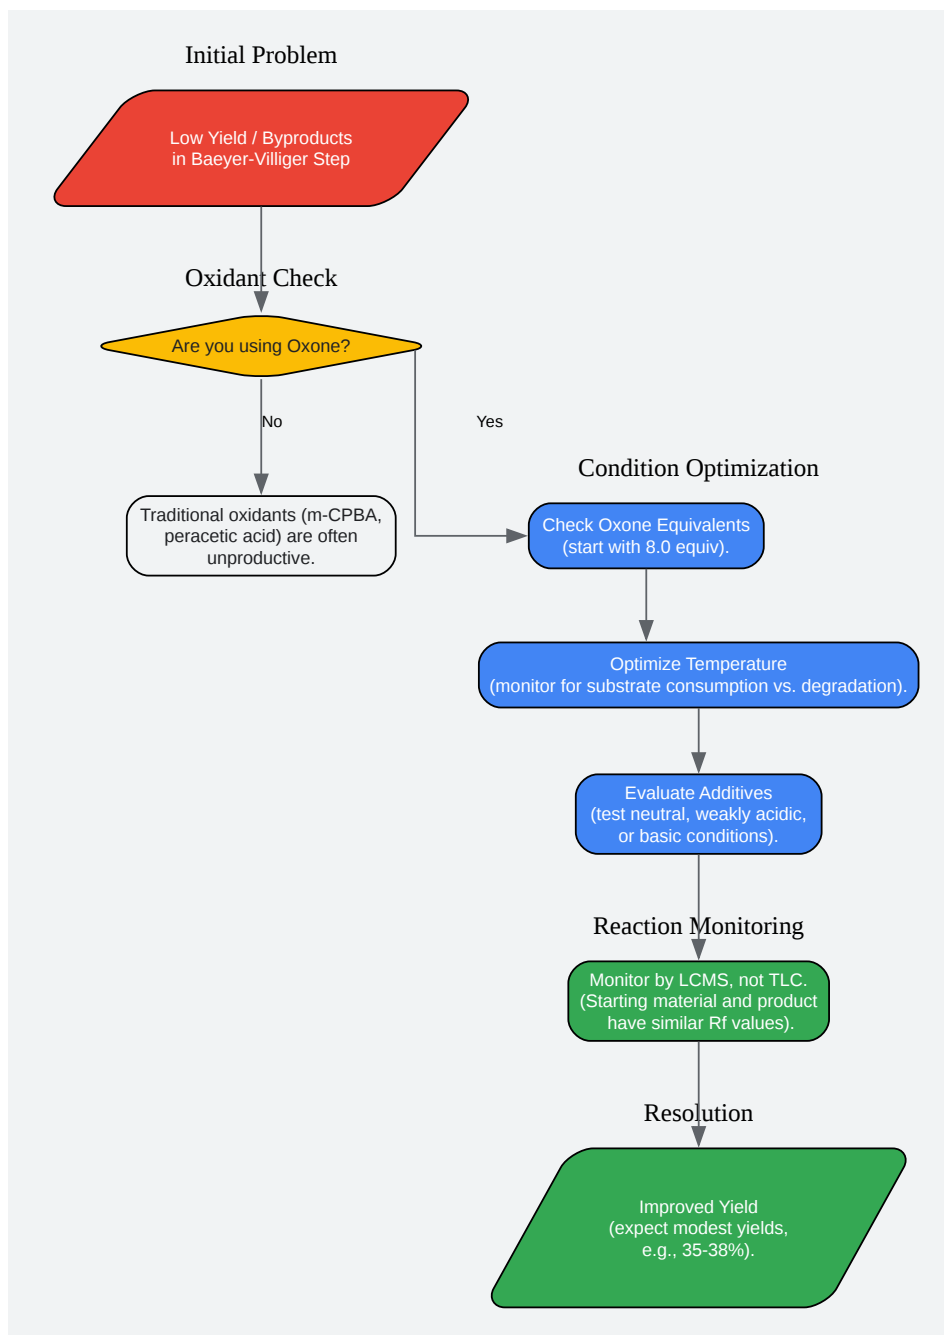 Initial Problem
Low Yield / Byproducts
in Baeyer-Villiger Step
Oxidant Check
Are you using Oxone?
No
Yes
Traditional oxidants (m-CPBA,
peracetic acid) are often
unproductive.
Condition Optimization
Check Oxone Equivalents
(start with 8.0 equiv).
Optimize Temperature
(monitor for substrate consumption vs. degradation).
Evaluate Additives
(test neutral, weakly acidic,
or basic conditions).
Reaction Monitoring
Monitor by LCMS, not TLC.
(Starting material and product
have similar Rf values).
Resolution
Improved Yield
(expect modest yields,
e.g., 35-38%).